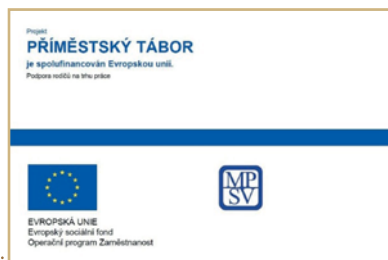 Projekt
PŘÍMĚSTSKÝ TÁBOR
je spolufinancován Evropskou unií.
Podpora rodičů na trhu práce
MP
SV
EVROPSKÁ UNIE
Evropský sociální fond
Operační program Zaměstnanost